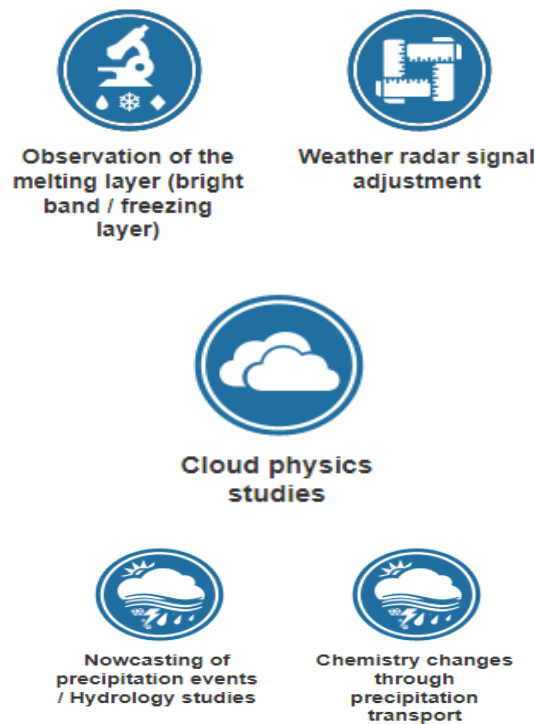 Observation of the
melting layer (bright
band / freezing
layer)
Weather radar signal
adjustment
Cloud physics
studies
Nowcasting of
precipitation events
/ Hydrology studies
Chemistry changes
through
precipitation
transport